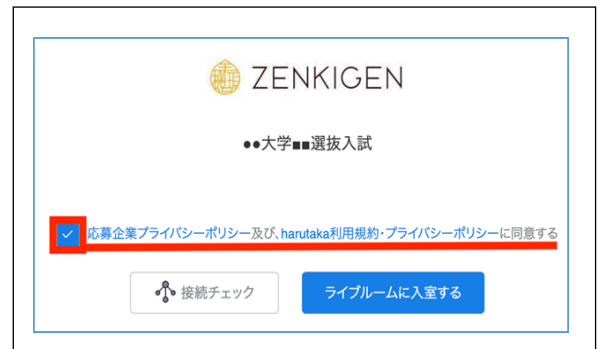 ZENKIGEN
●●大学■■選抜入試
応募企業プライバシーポリシー及び、harutaka利用規約・プライバシーポリシーに同意する
接続チェック
ライブルームに入室する